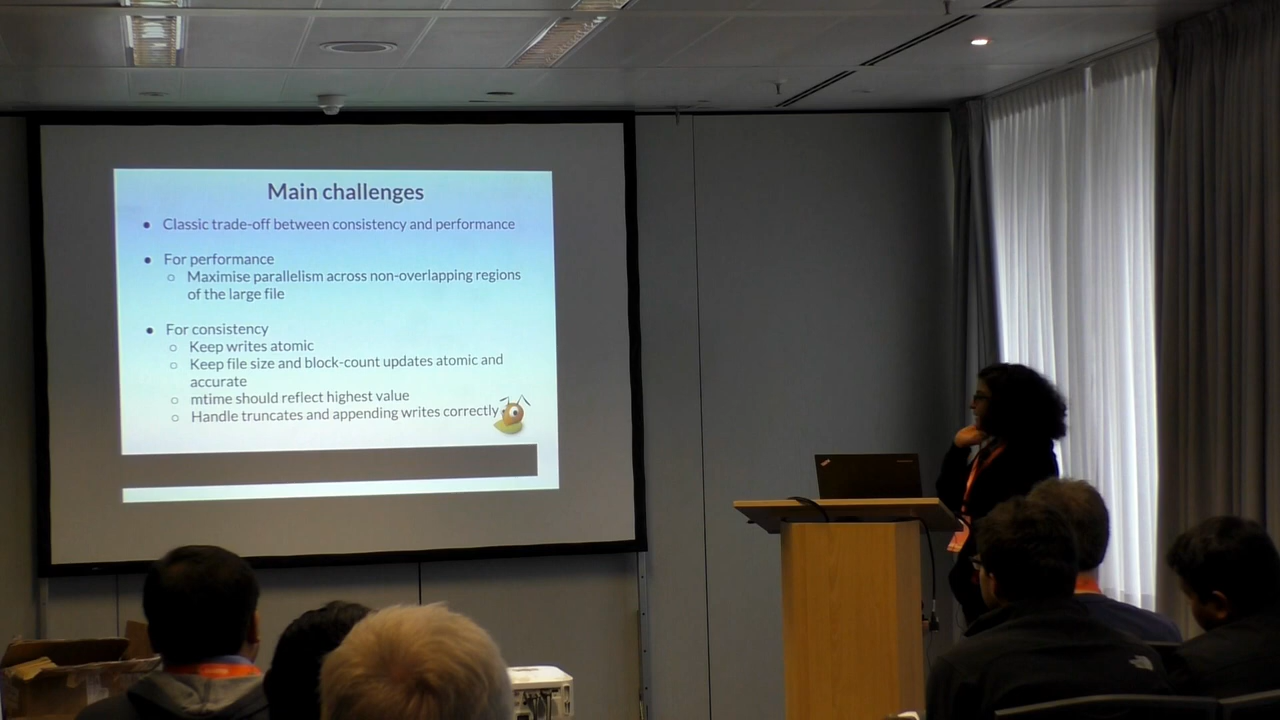 Main challenges
● Classic trade-off between consistency and performance
● For performance
○ Maximise parallelism across non-overlapping regions
of the large file
● For consistency
○ Keep writes atomic
○ Keep file size and block-count updates atomic and
accurate
○ mtime should reflect highest value
○ Handle truncates and appending writes correctly